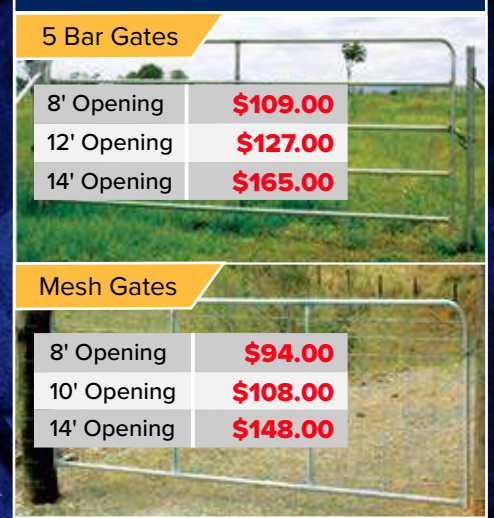 5 Bar Gates
8' Opening $109.00
12' Opening $127.00
14' Opening $165.00
Mesh Gates
8' Opening $94.00
10' Opening $108.00
14' Opening $148.00